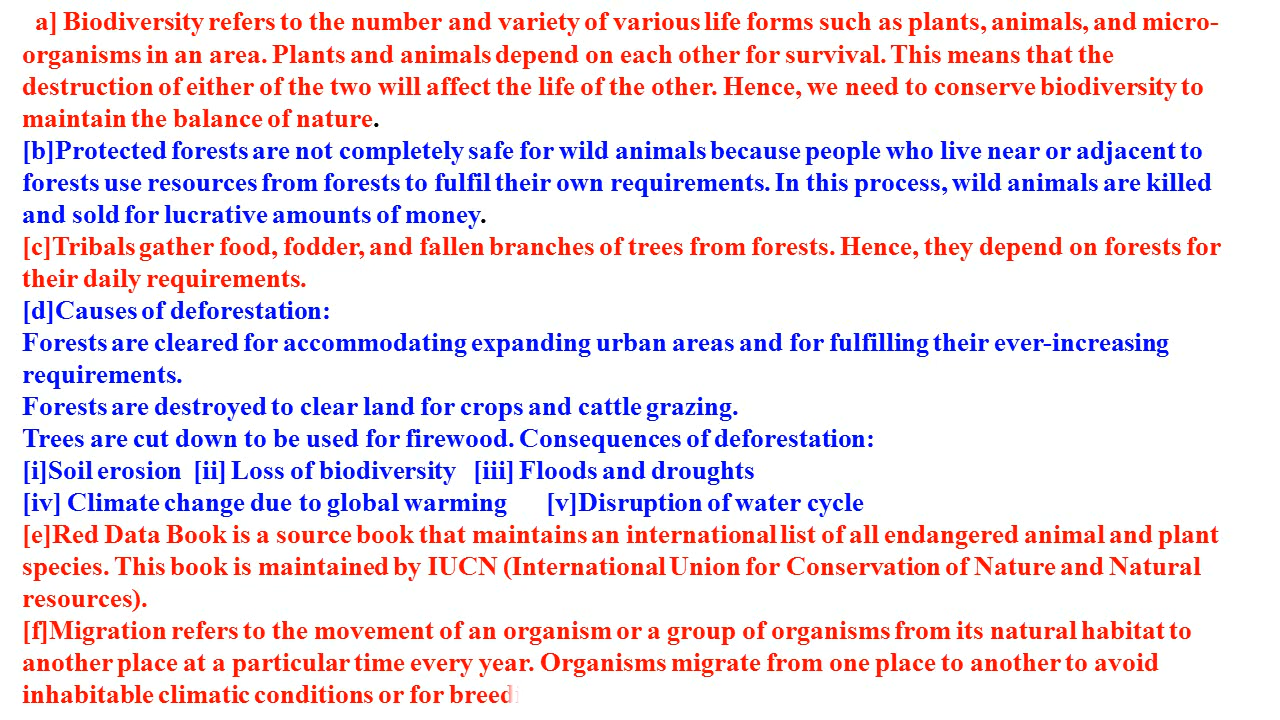 a] Biodiversity refers to the number and variety of various life forms such as plants, animals, and micro-
organisms in an area. Plants and animals depend on each other for survival. This means that the
destruction of either of the two will affect the life of the other. Hence, we need to conserve biodiversity to
maintain the balance of nature.
[b]Protected forests are not completely safe for wild animals because people who live near or adjacent to
forests use resources from forests to fulfil their own requirements. In this process, wild animals are killed
and sold for lucrative amounts of money.
[c]Tribals gather food, fodder, and fallen branches of trees from forests. Hence, they depend on forests for
their daily requirements.
[d]Causes of deforestation:
Forests are cleared for accommodating expanding urban areas and for fulfilling their ever-increasing
requirements.
Forests are destroyed to clear land for crops and cattle grazing.
Trees are cut down to be used for firewood. Consequences of deforestation:
[i]Soil erosion [ii] Loss of biodiversity [iii] Floods and droughts
[iv] Climate change due to global warming [v]Disruption of water cycle
[e]Red Data Book is a source book that maintains an international list of all endangered animal and plant
species. This book is maintained by IUCN (International Union for Conservation of Nature and Natural
resources).
[f]Migration refers to the movement of an organism or a group of organisms from its natural habitat to
another place at a particular time every year. Organisms migrate from one place to another to avoid
inhabitable climatic conditions or for breed